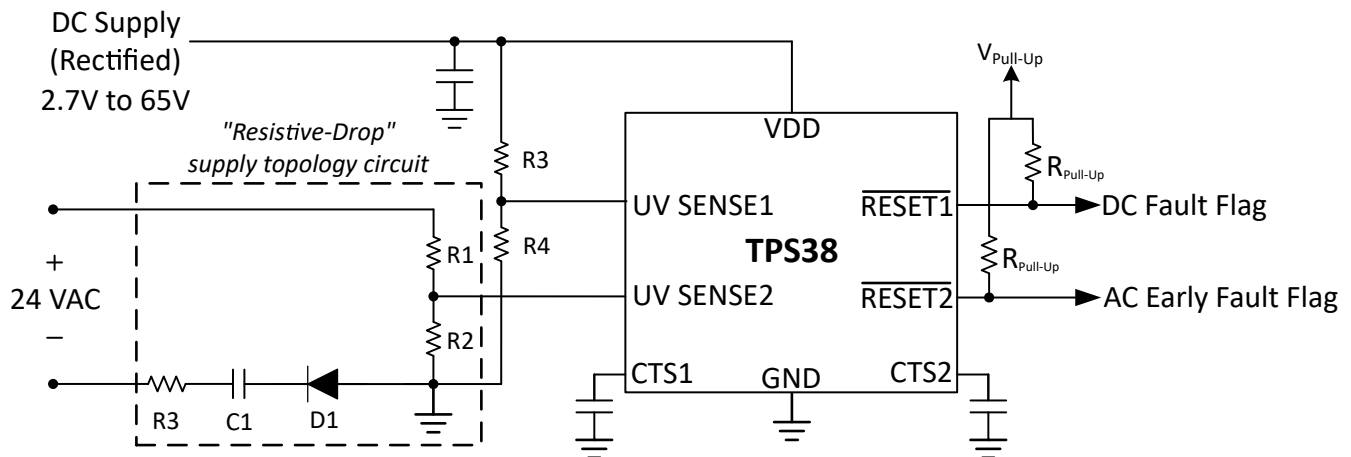 DC Supply
(Rectified)
2.7V to 65V
"Resistive-Drop"
supply topology circuit
VPull-Up
VDD
R3
RPull-Up
UV SENSE1
RESET1
DC Fault Flag
R1
R4
TPS38
RPull-Up
+
24 VAC
–
UV SENSE2
RESET2
AC Early Fault Flag
R2
CTS1
GND
CTS2
R3
C1
D1